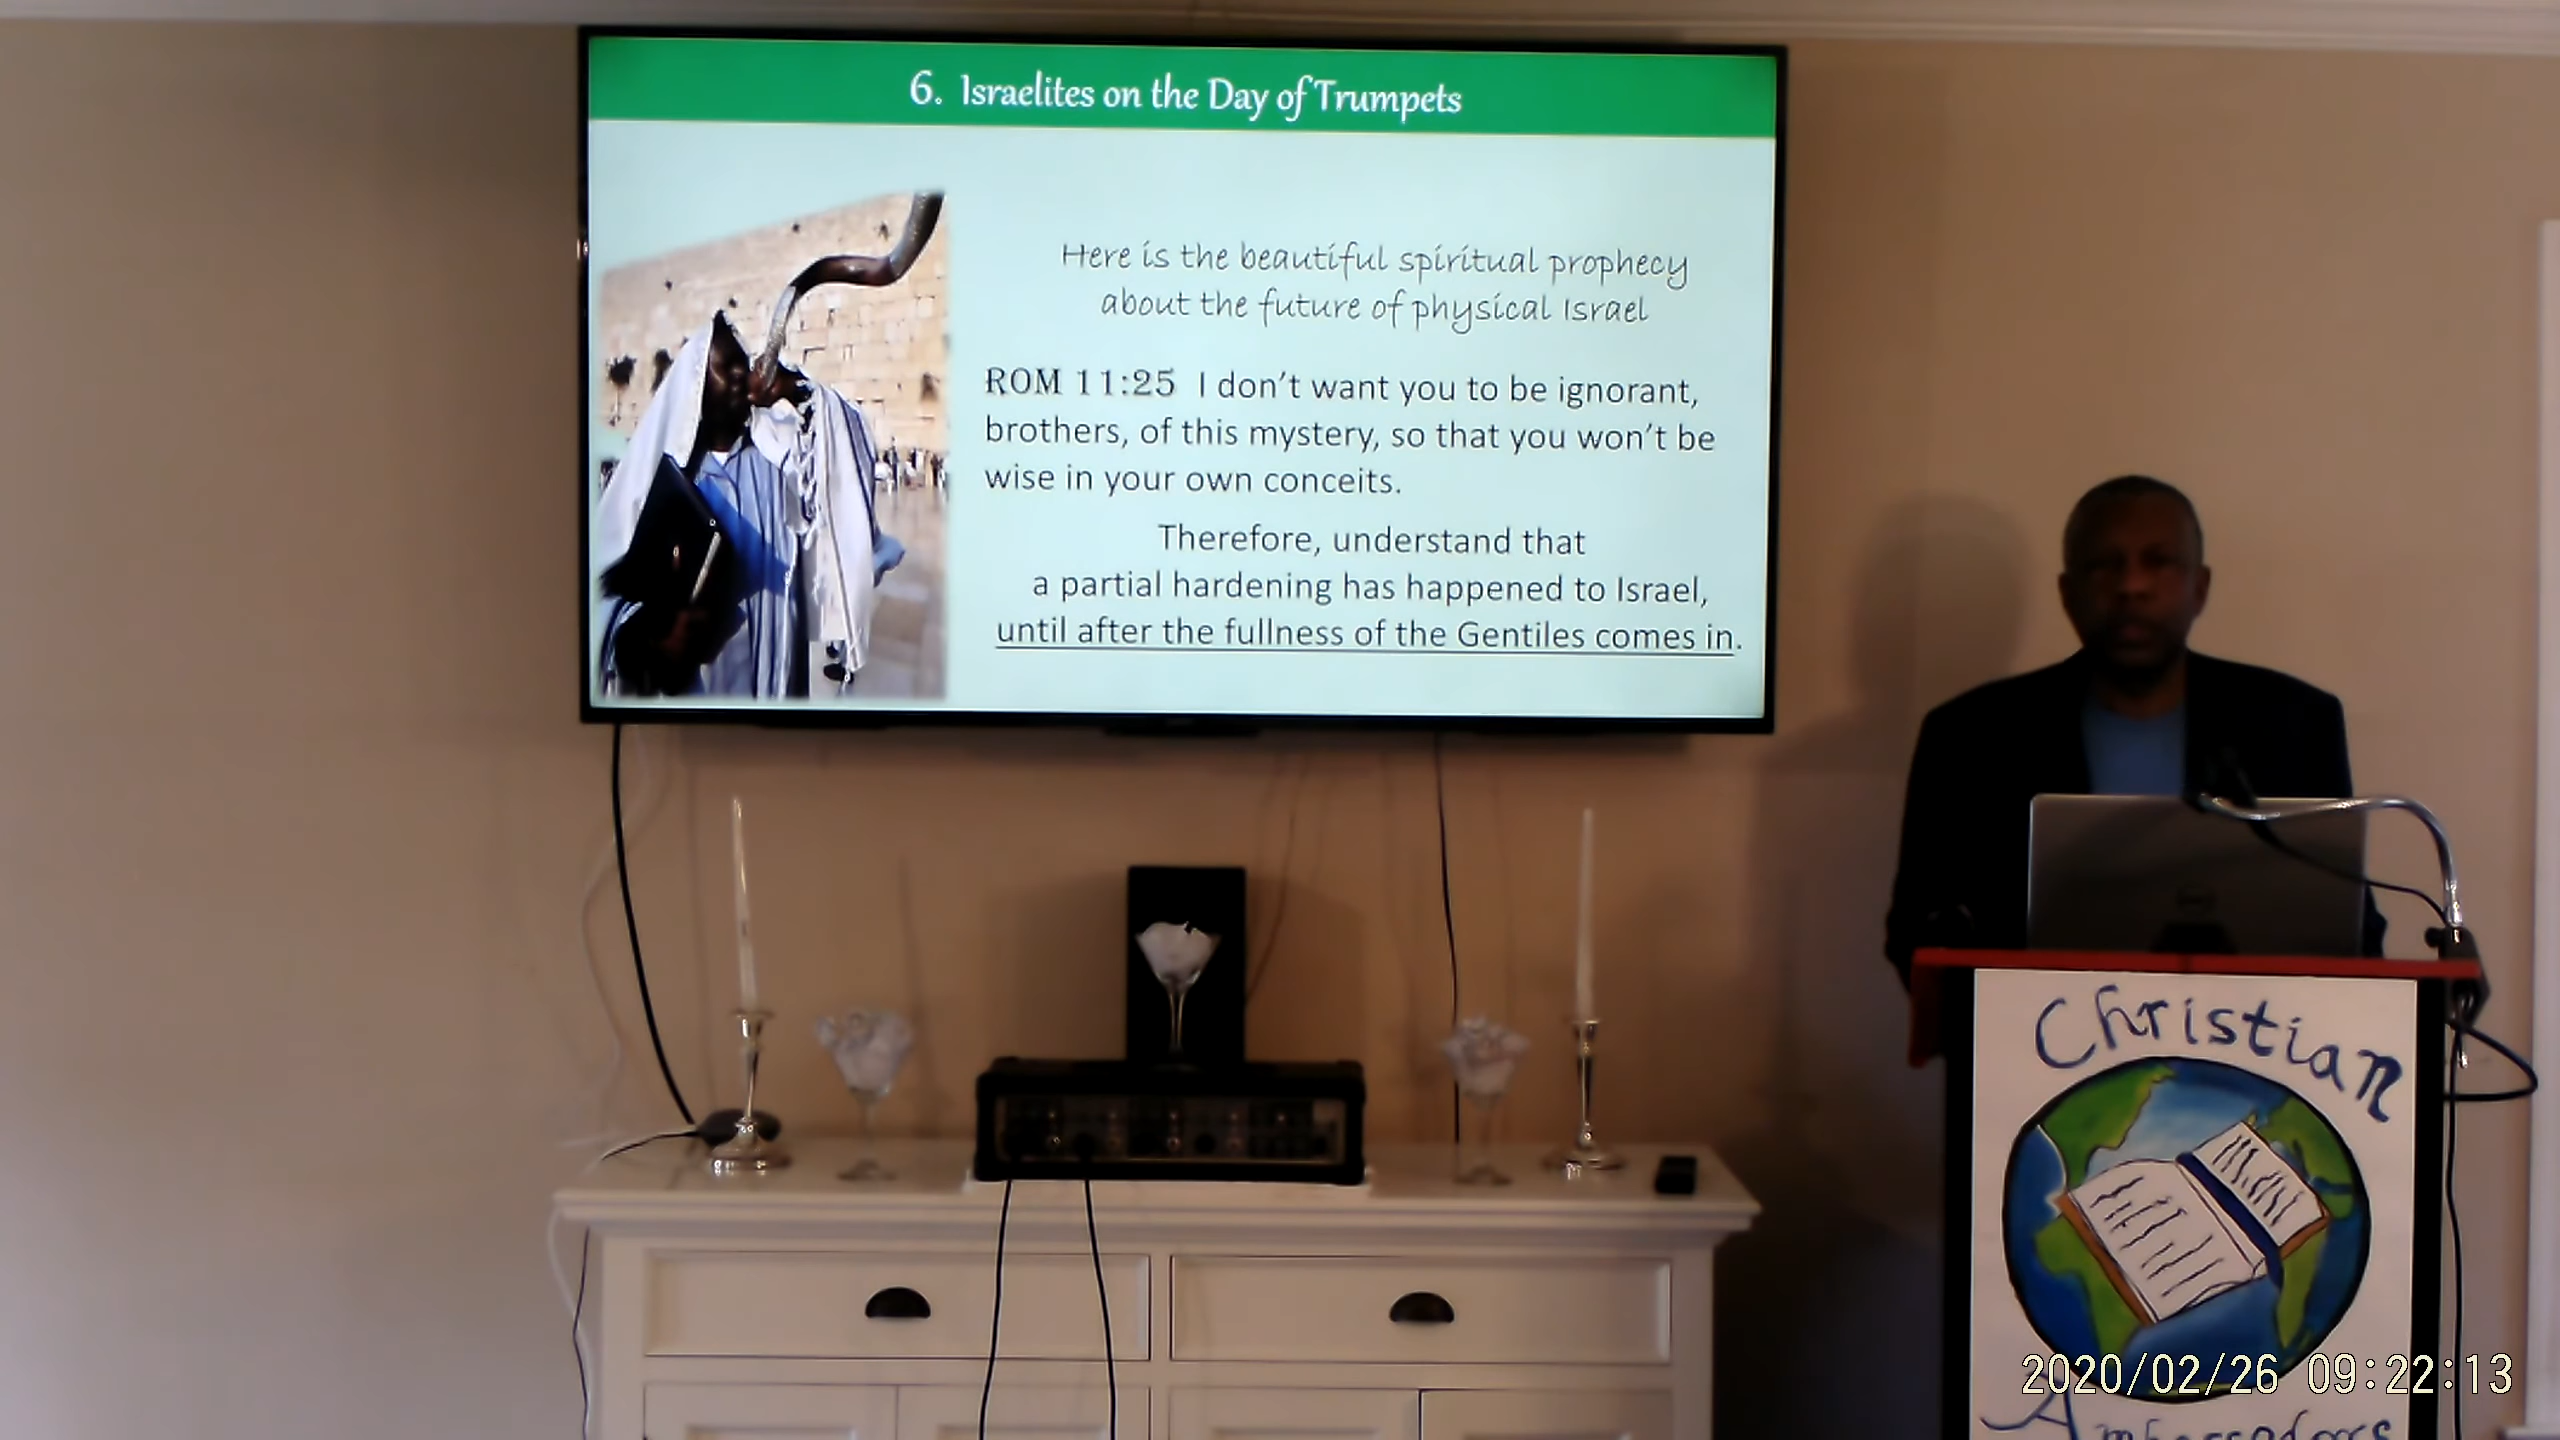 6. Israelites on the Day of Trumpets
Here is the beautiful spiritual prophecy
about the future of physical Israel
ROM 11:25 I don't want you to be ignorant,
brothers, of this mystery, so that you won't be
wise in your own conceits.
Therefore, understand that
a partial hardening has happened to Israel,
until after the fullness of the Gentiles comes in.
Christian
Ambassadors
2020/02/26 09:22:13